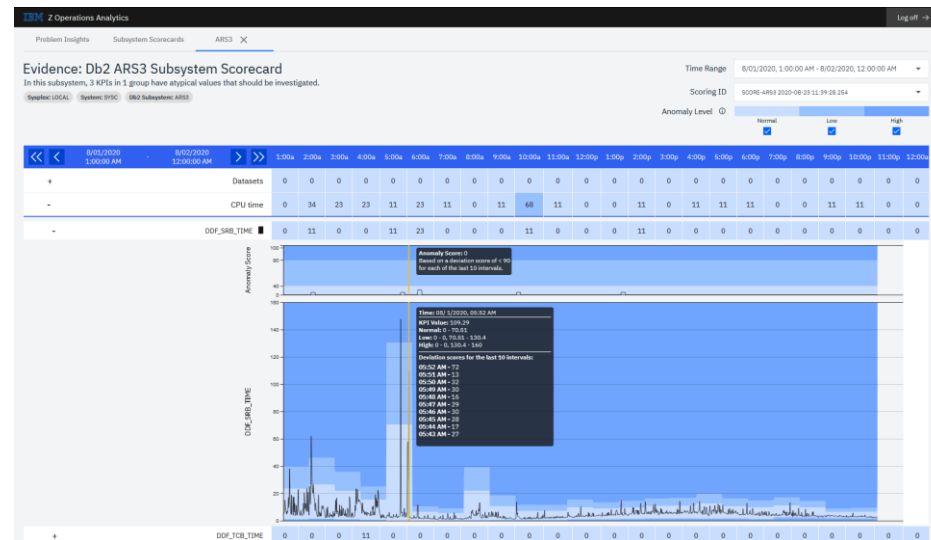 IBM Z Operations Analytics
Log off →
Problem Insights Subsystem Scorecards ARS3 ×
Evidence: Db2 ARS3 Subsystem Scorecard
In this subsystem, 3 KPIs in 1 group have atypical values that should be investigated.
Sysplex: LOCAL System: SYSC Db2 Subsystem: ARS3
Time Range 8/01/2020, 1:00:00 AM - 8/02/2020, 12:00:00 AM
Scoring ID SCORE-ARS3 2020-08-23 11:39:28.254
Anomaly Level
Normal Low High
8/01/2020 1:00:00 AM - 8/02/2020 12:00:00 AM
1:00a 2:00a 3:00a 4:00a 5:00a 6:00a 7:00a 8:00a 9:00a 10:00a 11:00a 12:00p 1:00p 2:00p 3:00p 4:00p 5:00p 6:00p 7:00p 8:00p 9:00p 10:00p 11:00p 12:00a
+ Datasets 0 0 0 0 0 0 0 0 0 0 0 0 0 0 0 0 0 0 0 0 0 0 0 0
- CPU time 0 34 23 23 11 23 11 0 11 68 11 0 0 11 0 11 11 11 0 0 11 11 0 0
- DDF_SRB_TIME 0 11 0 0 11 23 0 0 0 11 0 0 0 11 0 0 0 0 0 0 0 0 0 0
Anomaly Score
100
80
40
0
Anomaly Score: 0
Based on a deviation score of < 90
for each of the last 10 intervals.
DDF_SRB_TIME
160
140
120
100
80
60
40
20
0
Time: 08/ 1/2020, 05:52 AM
KPI Value: 109.29
Normal: 0 - 70.81
Low: 0 - 0, 70.81 - 130.4
High: 0 - 0, 130.4 - 160
Deviation scores for the last 10 intervals:
05:52 AM - 72
05:51 AM - 13
05:50 AM - 32
05:49 AM - 30
05:48 AM - 16
05:47 AM - 29
05:46 AM - 30
05:45 AM - 28
05:44 AM - 17
05:43 AM - 27
+ DDF_TCB_TIME 0 0 0 11 0 0 0 0 0 0 0 0 0 0 0 0 0 0 0 0 0 0 0 0